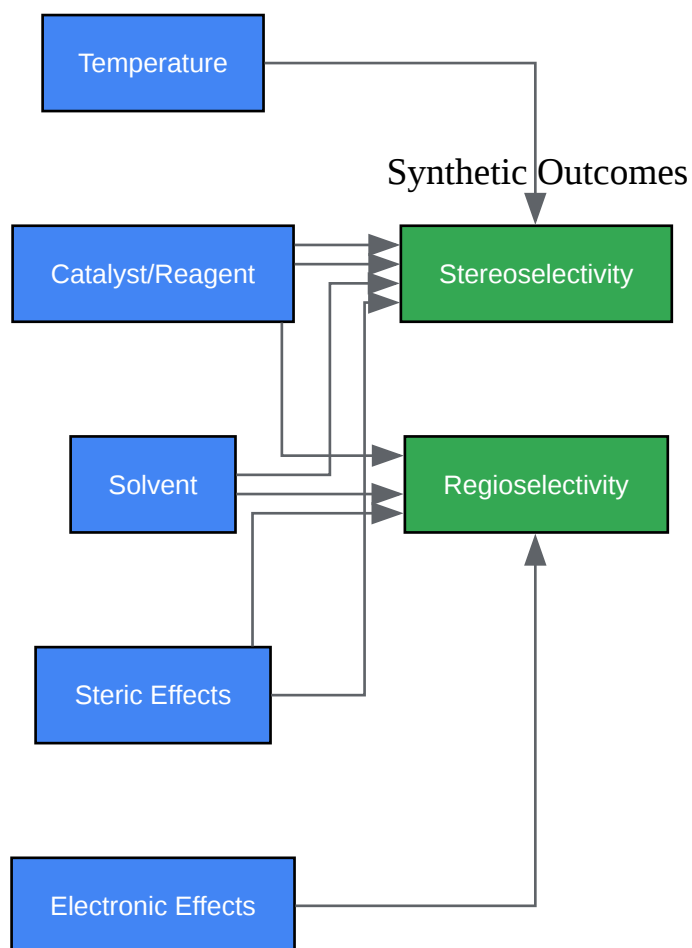 Temperature
Synthetic Outcomes
Catalyst/Reagent
Stereoselectivity
Solvent
Regioselectivity
Steric Effects
Electronic Effects